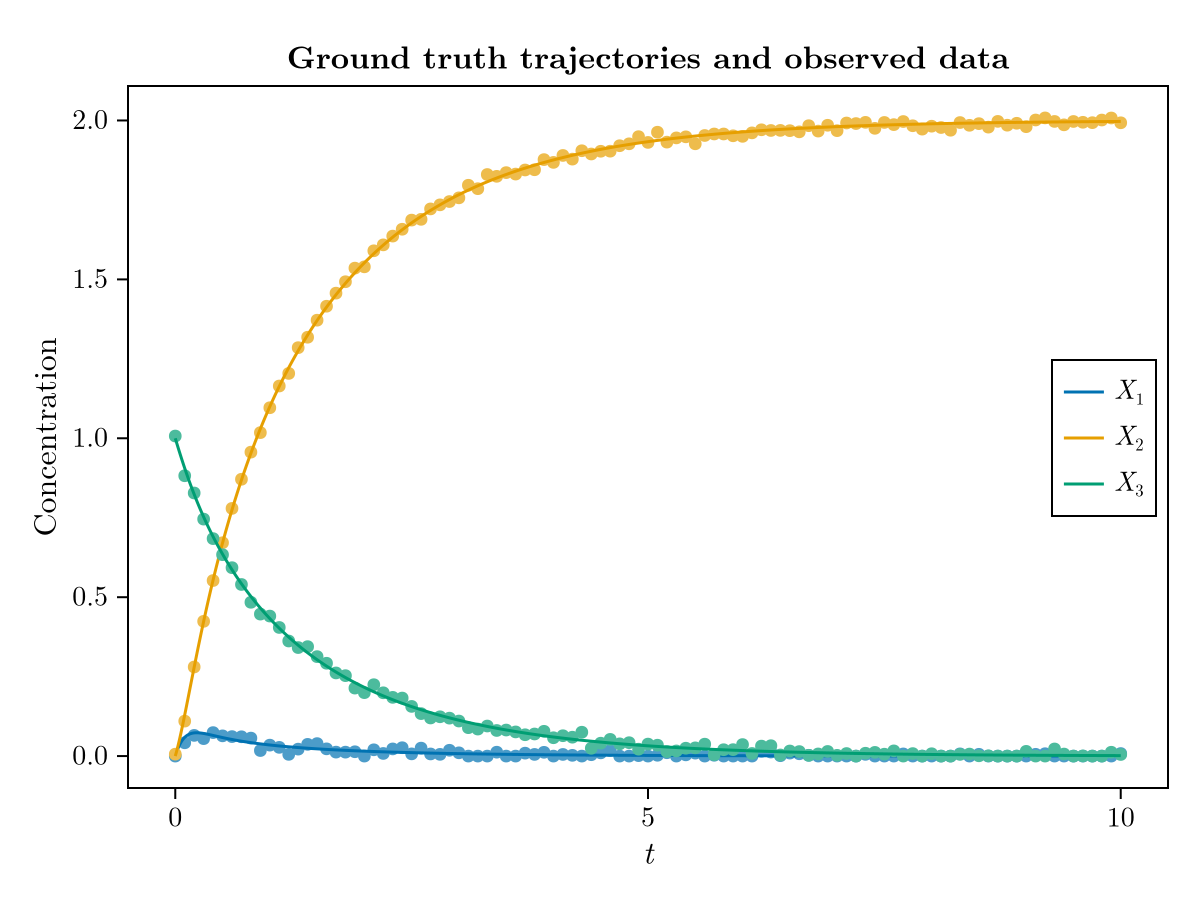 Ground truth trajectories and observed data
2.0
1.5
1.0
0.5
0.0
Concentration
X₁
X₂
X₃
0 5 10
t